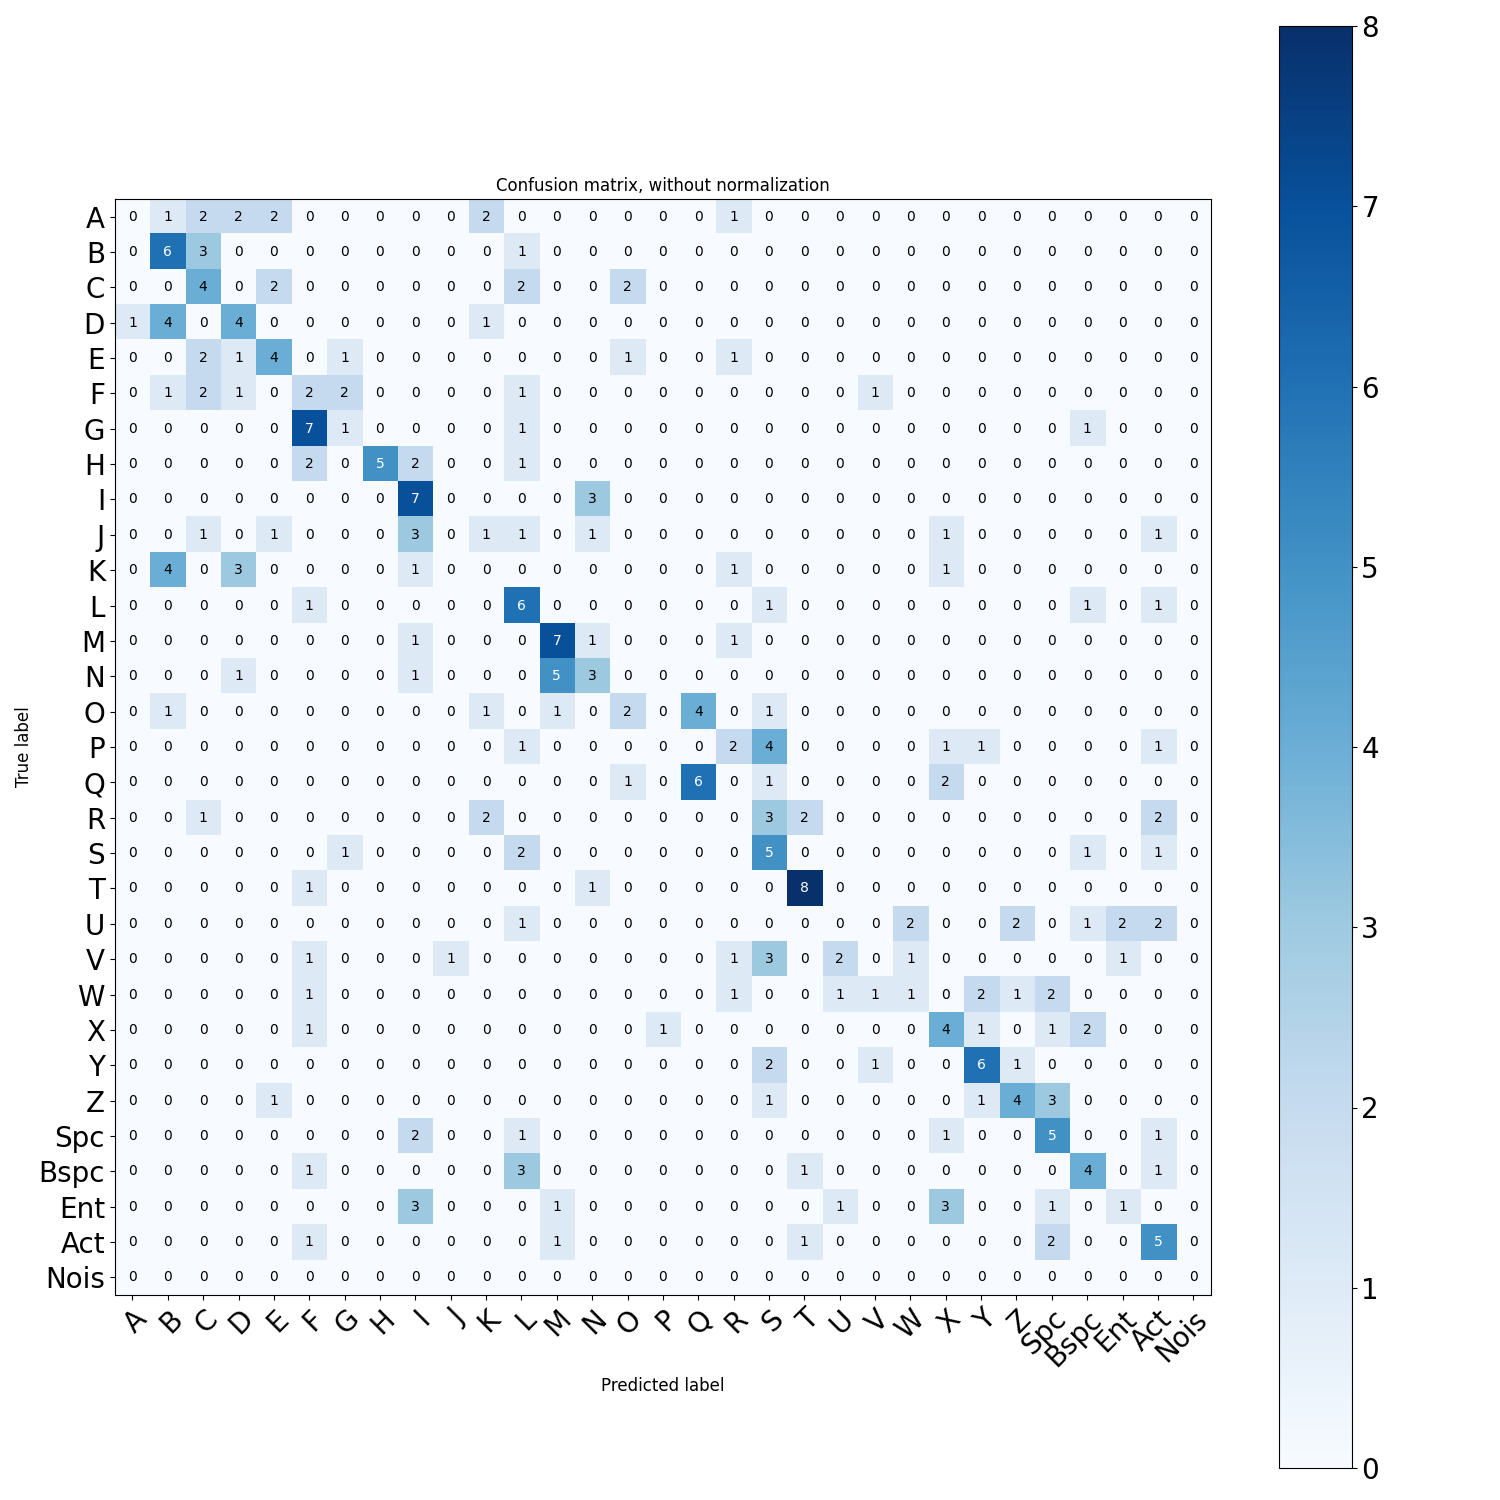 Confusion matrix, without normalization
8
7
6
5
4
3
2
1
0
True label
A 0 1 2 2 2 0 0 0 0 0 2 0 0 0 0 0 0 1 0 0 0 0 0 0 0 0 0 0 0 0 0
B 0 6 3 0 0 0 0 0 0 0 0 1 0 0 0 0 0 0 0 0 0 0 0 0 0 0 0 0 0 0 0
C 0 0 4 0 2 0 0 0 0 0 0 2 0 0 2 0 0 0 0 0 0 0 0 0 0 0 0 0 0 0 0
D 1 4 0 4 0 0 0 0 0 0 1 0 0 0 0 0 0 0 0 0 0 0 0 0 0 0 0 0 0 0 0
E 0 0 2 1 4 0 1 0 0 0 0 0 0 0 1 0 0 1 0 0 0 0 0 0 0 0 0 0 0 0 0
F 0 1 2 1 0 2 2 0 0 0 0 1 0 0 0 0 0 0 0 0 0 1 0 0 0 0 0 0 0 0 0
G 0 0 0 0 0 7 1 0 0 0 0 1 0 0 0 0 0 0 0 0 0 0 0 0 0 0 0 1 0 0 0
H 0 0 0 0 0 2 0 5 2 0 0 1 0 0 0 0 0 0 0 0 0 0 0 0 0 0 0 0 0 0 0
I 0 0 0 0 0 0 0 0 7 0 0 0 0 3 0 0 0 0 0 0 0 0 0 0 0 0 0 0 0 0 0
J 0 0 1 0 1 0 0 0 3 0 1 1 0 1 0 0 0 0 0 0 0 0 0 1 0 0 0 0 0 1 0
K 0 4 0 3 0 0 0 0 1 0 0 0 0 0 0 0 0 1 0 0 0 0 0 1 0 0 0 0 0 0 0
L 0 0 0 0 0 1 0 0 0 0 0 6 0 0 0 0 0 0 1 0 0 0 0 0 0 0 0 1 0 1 0
M 0 0 0 0 0 0 0 0 1 0 0 0 7 1 0 0 0 1 0 0 0 0 0 0 0 0 0 0 0 0 0
N 0 0 0 1 0 0 0 0 1 0 0 0 5 3 0 0 0 0 0 0 0 0 0 0 0 0 0 0 0 0 0
O 0 1 0 0 0 0 0 0 0 0 1 0 1 0 2 0 4 0 1 0 0 0 0 0 0 0 0 0 0 0 0
P 0 0 0 0 0 0 0 0 0 0 0 1 0 0 0 0 0 2 4 0 0 0 0 1 1 0 0 0 0 1 0
Q 0 0 0 0 0 0 0 0 0 0 0 0 0 0 1 0 6 0 1 0 0 0 0 2 0 0 0 0 0 0 0
R 0 0 1 0 0 0 0 0 0 0 2 0 0 0 0 0 0 0 3 2 0 0 0 0 0 0 0 0 0 2 0
S 0 0 0 0 0 0 1 0 0 0 0 2 0 0 0 0 0 0 5 0 0 0 0 0 0 0 0 1 0 1 0
T 0 0 0 0 0 1 0 0 0 0 0 0 0 1 0 0 0 0 0 8 0 0 0 0 0 0 0 0 0 0 0
U 0 0 0 0 0 0 0 0 0 0 0 1 0 0 0 0 0 0 0 0 0 0 2 0 0 2 0 1 2 2 0
V 0 0 0 0 0 1 0 0 0 1 0 0 0 0 0 0 0 1 3 0 2 0 1 0 0 0 0 0 1 0 0
W 0 0 0 0 0 1 0 0 0 0 0 0 0 0 0 0 0 1 0 0 1 1 1 0 2 1 2 0 0 0 0
X 0 0 0 0 0 1 0 0 0 0 0 0 0 0 0 1 0 0 0 0 0 0 0 4 1 0 1 2 0 0 0
Y 0 0 0 0 0 0 0 0 0 0 0 0 0 0 0 0 0 0 2 0 0 1 0 0 6 1 0 0 0 0 0
Z 0 0 0 0 1 0 0 0 0 0 0 0 0 0 0 0 0 0 1 0 0 0 0 0 1 4 3 0 0 0 0
Spc 0 0 0 0 0 0 0 0 2 0 0 1 0 0 0 0 0 0 0 0 0 0 0 1 0 0 5 0 0 1 0
Bspc 0 0 0 0 0 1 0 0 0 0 0 3 0 0 0 0 0 0 0 1 0 0 0 0 0 0 0 4 0 1 0
Ent 0 0 0 0 0 0 0 0 3 0 0 0 1 0 0 0 0 0 0 0 1 0 0 3 0 0 1 0 1 0 0
Act 0 0 0 0 0 1 0 0 0 0 0 0 1 0 0 0 0 0 0 1 0 0 0 0 0 0 2 0 0 5 0
Nois 0 0 0 0 0 0 0 0 0 0 0 0 0 0 0 0 0 0 0 0 0 0 0 0 0 0 0 0 0 0 0
A B C D E F G H I J K L M N O P Q R S T U V W X Y Z Spc Bspc Ent Act Nois
Predicted label